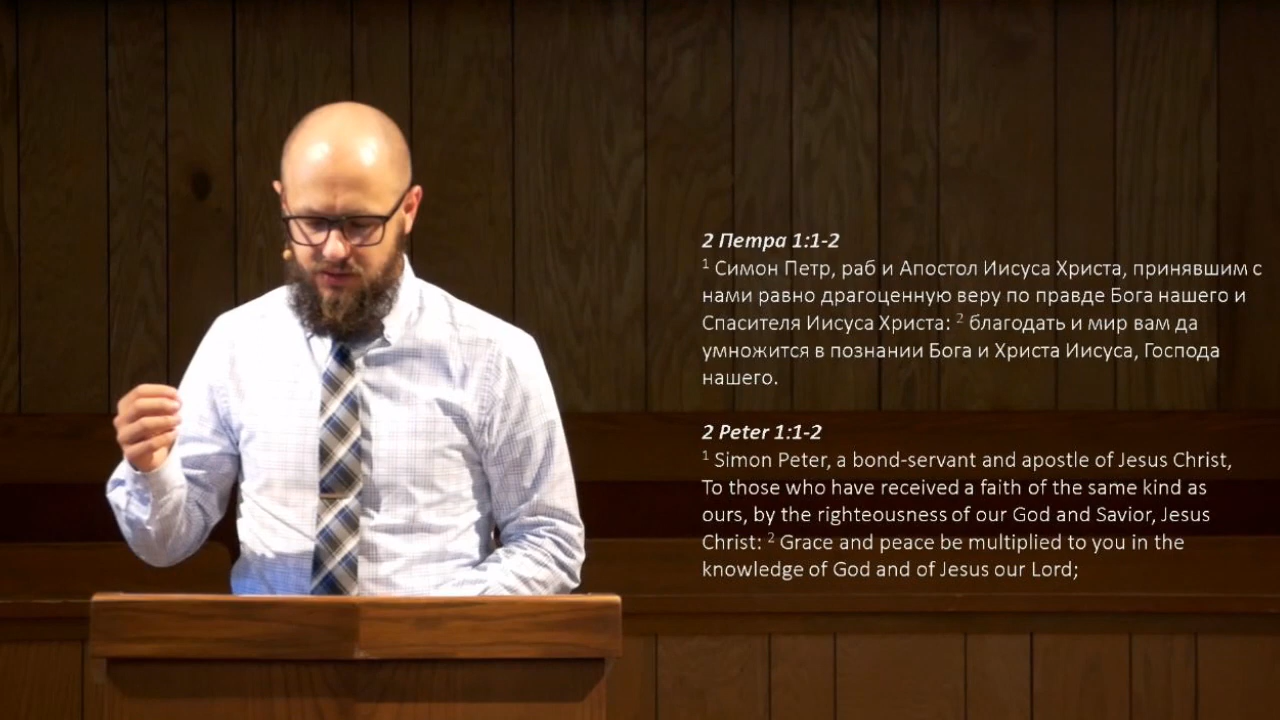 2 Петра 1:1-2
1 Симон Петр, раб и Апостол Иисуса Христа, принявшим с
нами равно драгоценную веру по правде Бога нашего и
Спасителя Иисуса Христа: 2 благодать и мир вам да
умножится в познании Бога и Христа Иисуса, Господа
нашего.
2 Peter 1:1-2
1 Simon Peter, a bond-servant and apostle of Jesus Christ,
To those who have received a faith of the same kind as
ours, by the righteousness of our God and Savior, Jesus
Christ: 2 Grace and peace be multiplied to you in the
knowledge of God and of Jesus our Lord;